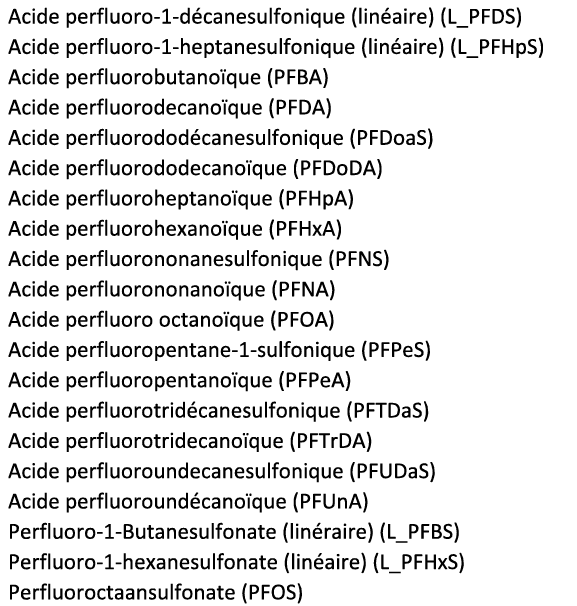 Acide perfluoro-1-décanesulfonique (linéaire) (L_PFDS)
Acide perfluoro-1-heptanesulfonique (linéaire) (L_PFHpS)
Acide perfluorobutanoïque (PFBA)
Acide perfluorodecanoïque (PFDA)
Acide perfluorododécanesulfonique (PFDoaS)
Acide perfluorododecanoïque (PFDoDA)
Acide perfluoroheptanoïque (PFHpA)
Acide perfluorohexanoïque (PFHxA)
Acide perfluorononanesulfonique (PFNS)
Acide perfluorononanoïque (PFNA)
Acide perfluoro octanoïque (PFOA)
Acide perfluoropentane-1-sulfonique (PFPeS)
Acide perfluoropentanoïque (PFPeA)
Acide perfluorotridécanesulfonique (PFTDaS)
Acide perfluorotridecanoïque (PFTrDA)
Acide perfluoroundecanesulfonique (PFUDaS)
Acide perfluoroundécanoïque (PFUnA)
Perfluoro-1-Butanesulfonate (linéraire) (L_PFBS)
Perfluoro-1-hexanesulfonate (linéaire) (L_PFHxS)
Perfluoroctaansulfonate (PFOS)